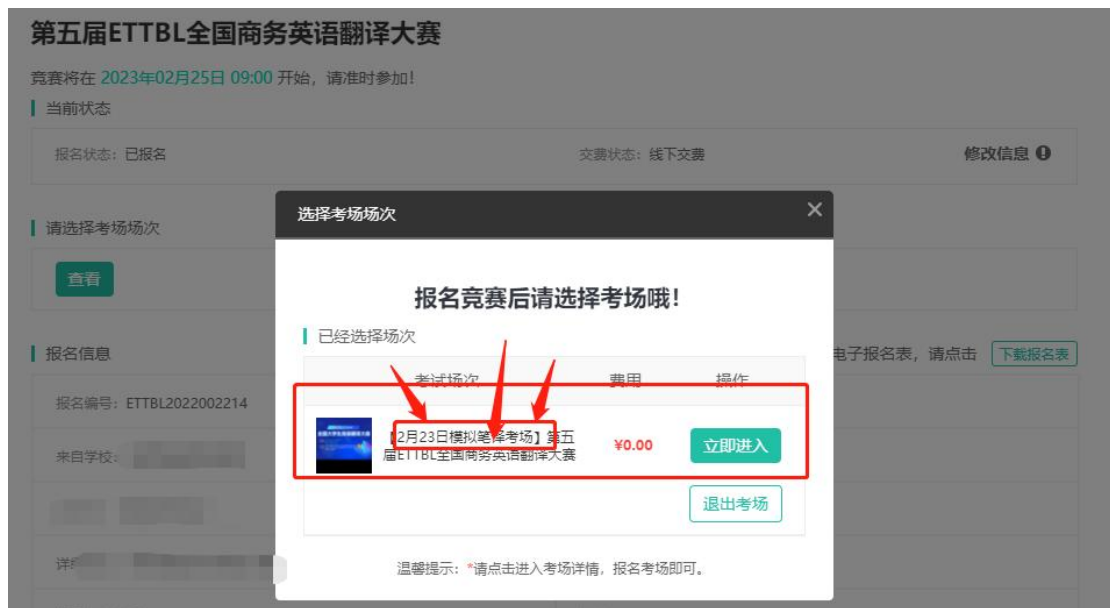 第五届ETTBL全国商务英语翻译大赛
竞赛将在 2023年02月25日 09:00 开始，请准时参加！
当前状态
报名状态：已报名
交费状态：线下交费
修改信息
请选择考场场次
查看
选择考场场次
报名竞赛后请选择考场哦！
已经选择场次
考试场次 费用 操作
【2月23日模拟笔译考场】第五
届ETTBL全国商务英语翻译大赛
¥0.00
立即进入
退出考场
温馨提示：*请点击进入考场详情，报名考场即可。
报名信息
电子报名表，请点击
下载报名表
报名编号：ETTBL2022002214
来自学校：